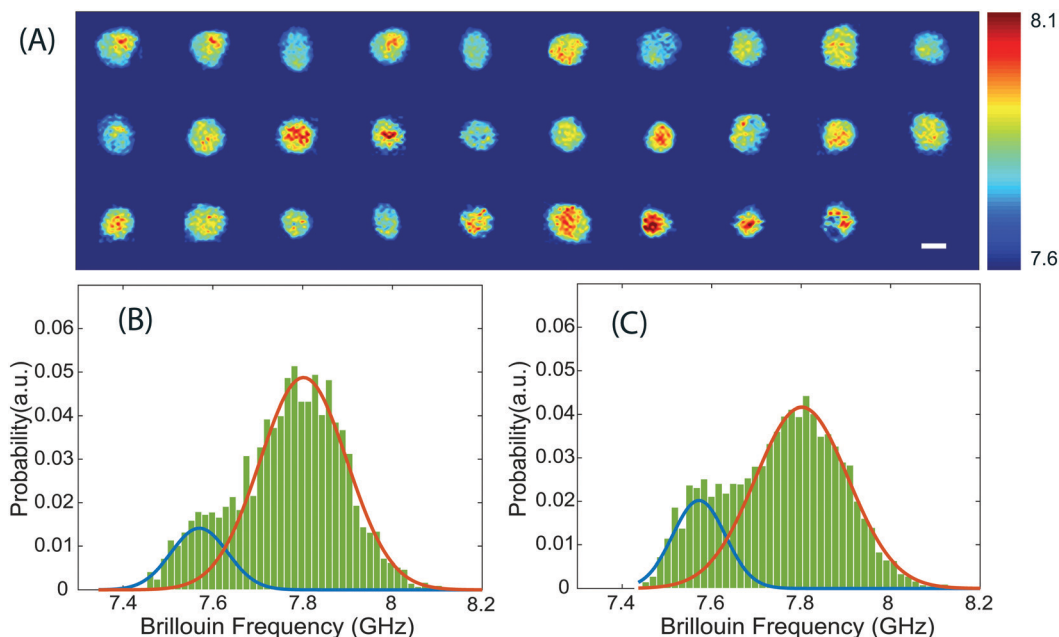 (A)
8.1
7.6
(B)
0.06
0.05
0.04
0.03
0.02
0.01
0
Probability(a.u.)
7.4 7.6 7.8 8 8.2
Brillouin Frequency (GHz)
(C)
0.06
0.05
0.04
0.03
0.02
0.01
0
Probability(a.u.)
7.4 7.6 7.8 8 8.2
Brillouin Frequency (GHz)